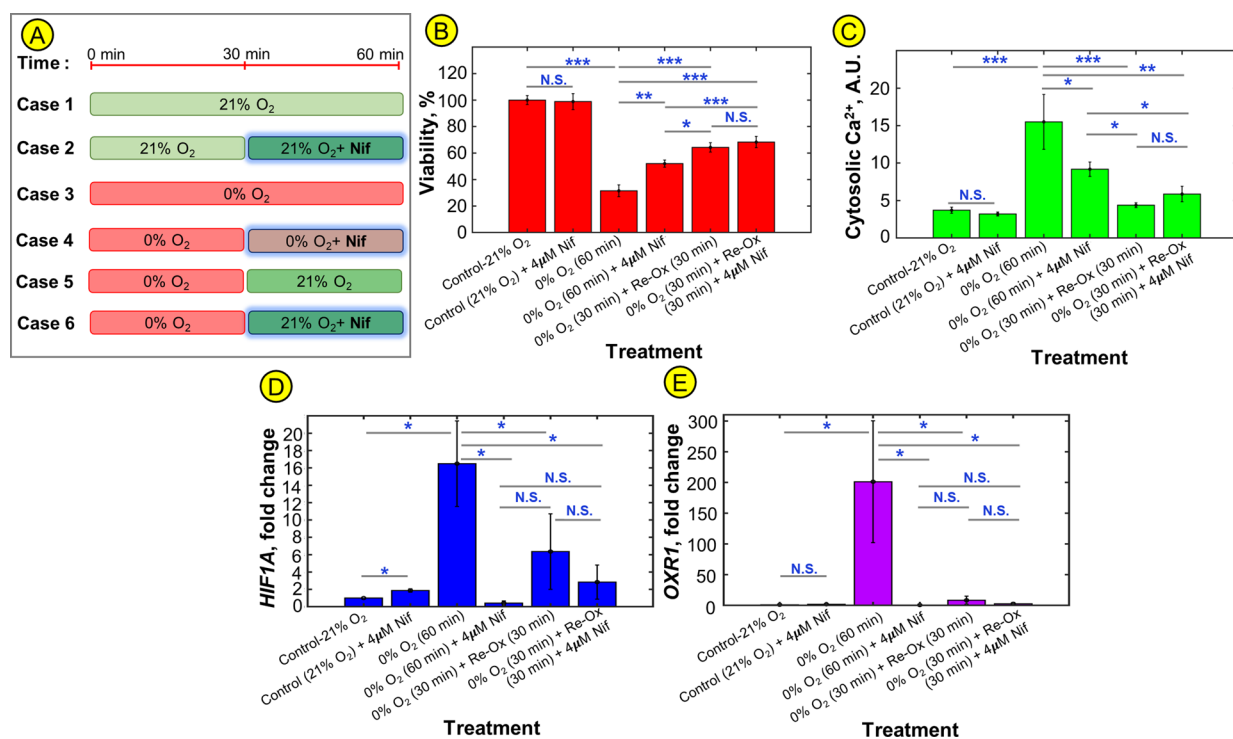 A
0 min 30 min 60 min
Time :
Case 1 21% O₂
Case 2 21% O₂ 21% O₂+ Nif
Case 3 0% O₂
Case 4 0% O₂ 0% O₂+ Nif
Case 5 0% O₂ 21% O₂
Case 6 0% O₂ 21% O₂+ Nif
B
Viability, %
120
100
80
60
40
20
0
*** ***
N.S. ***
** ***
N.S.
*
Control-21% O₂
Control (21% O₂) + 4μM Nif
0% O₂ (60 min)
0% O₂ (60 min) + 4μM Nif
0% O₂ (30 min) + Re-Ox (30 min)
0% O₂ (30 min) + Re-Ox
(30 min) + 4μM Nif
Treatment
C
Cytosolic Ca²⁺, A.U.
20
15
10
5
0
*** ***
* **
*
* N.S.
N.S.
Control-21% O₂
Control (21% O₂) + 4μM Nif
0% O₂ (60 min)
0% O₂ (60 min) + 4μM Nif
0% O₂ (30 min) + Re-Ox (30 min)
0% O₂ (30 min) + Re-Ox
(30 min) + 4μM Nif
Treatment
D
HIF1A, fold change
20
18
16
14
12
10
8
6
4
2
0
* *
*
*
N.S.
N.S.
N.S.
*
Control-21% O₂
Control (21% O₂) + 4μM Nif
0% O₂ (60 min)
0% O₂ (60 min) + 4μM Nif
0% O₂ (30 min) + Re-Ox (30 min)
0% O₂ (30 min) + Re-Ox
(30 min) + 4μM Nif
Treatment
E
OXR1, fold change
300
250
200
150
100
50
0
* *
*
*
N.S.
N.S.
N.S.
N.S.
Control-21% O₂
Control (21% O₂) + 4μM Nif
0% O₂ (60 min)
0% O₂ (60 min) + 4μM Nif
0% O₂ (30 min) + Re-Ox (30 min)
0% O₂ (30 min) + Re-Ox
(30 min) + 4μM Nif
Treatment